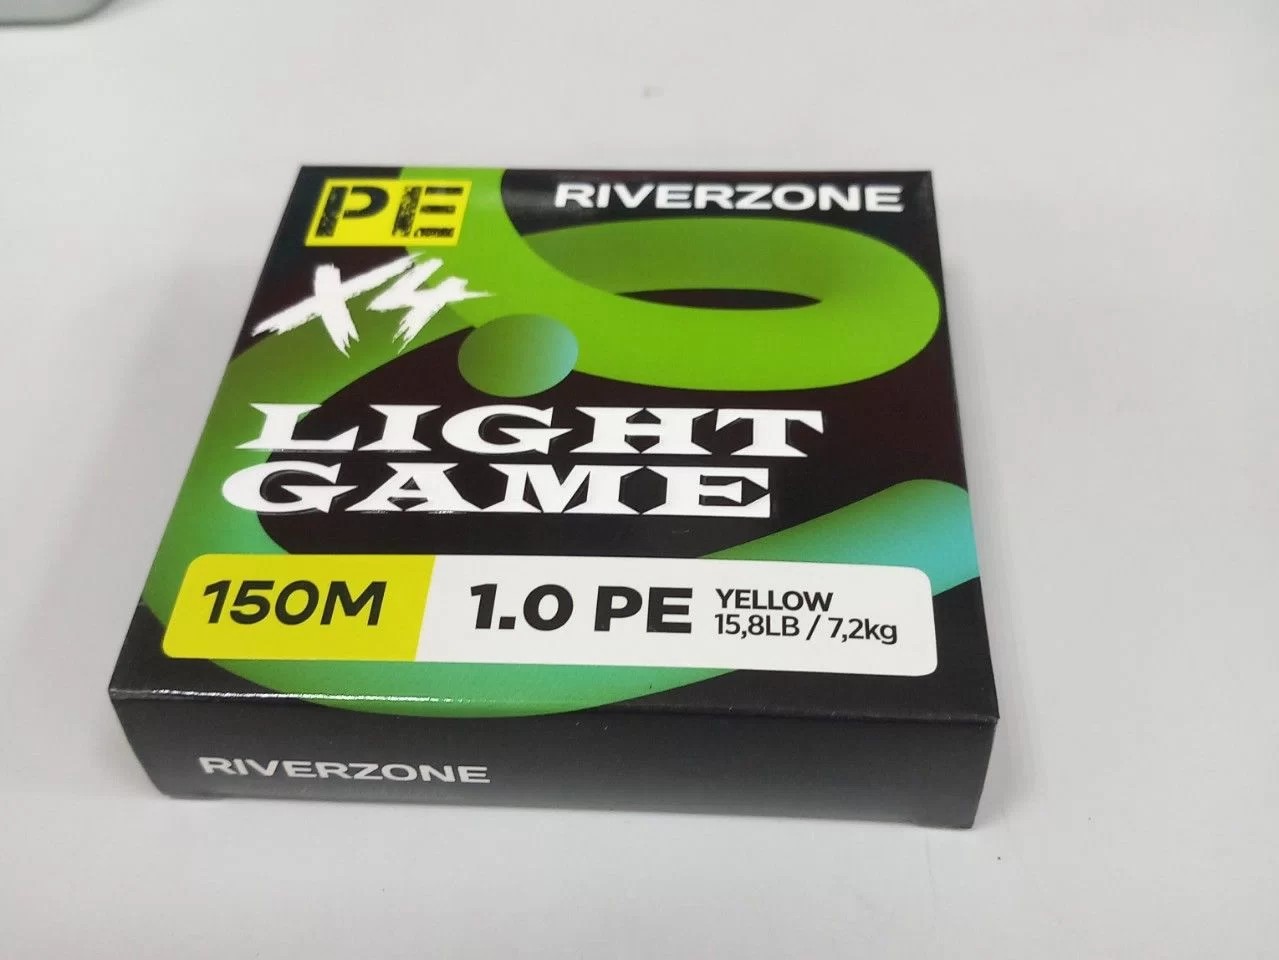 PE
RIVERZONE
X4
LIGHT
GAME
150M
1.0 PE
YELLOW
15,8LB / 7,2kg
RIVERZONE